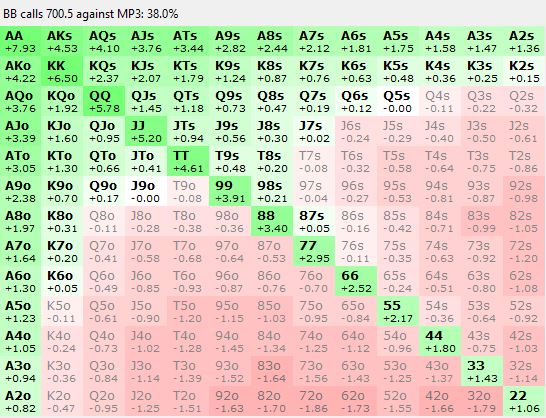 BB calls 700.5 against MP3: 38.0%
AA AKs AQs AJs ATs A9s A8s A7s A6s A5s A4s A3s A2s
+7.93 +4.53 +4.10 +3.76 +3.44 +2.82 +2.44 +2.12 +1.81 +1.75 +1.58 +1.47 +1.36
AKo KK KQs KJs KTs K9s K8s K7s K6s K5s K4s K3s K2s
+4.22 +6.50 +2.37 +2.07 +1.79 +1.24 +0.87 +0.76 +0.63 +0.48 +0.36 +0.25 +0.15
AQo KQo QQ QJs QTs Q9s Q8s Q7s Q6s Q5s Q4s Q3s Q2s
+3.76 +1.92 +5.78 +1.45 +1.18 +0.73 +0.47 +0.19 +0.12 -0.00 -0.11 -0.22 -0.32
AJo KJo QJo JJ JTs J9s J8s J7s J6s J5s J4s J3s J2s
+3.39 +1.60 +0.95 +5.20 +0.94 +0.56 +0.30 +0.02 -0.24 -0.29 -0.40 -0.50 -0.61
ATo KTo QTo JTo TT T9s T8s T7s T6s T5s T4s T3s T2s
+3.05 +1.30 +0.66 +0.41 +4.61 +0.48 +0.20 -0.08 -0.32 -0.58 -0.64 -0.75 -0.86
A9o K9o Q9o J9o T9o 99 98s 97s 96s 95s 94s 93s 92s
+2.38 +0.70 +0.17 -0.00 -0.08 +3.91 +0.21 -0.04 -0.27 -0.53 -0.81 -0.87 -0.98
A8o K8o Q8o J8o T8o 98o 88 87s 86s 85s 84s 83s 82s
+1.97 +0.31 -0.11 -0.28 -0.38 -0.36 +3.40 +0.05 -0.16 -0.42 -0.71 -0.99 -1.05
A7o K7o Q7o J7o T7o 97o 87o 77 76s 75s 74s 73s 72s
+1.64 +0.20 -0.41 -0.58 -0.68 -0.64 -0.53 +2.95 -0.11 -0.35 -0.63 -0.92 -1.20
A6o K6o Q6o J6o T6o 96o 86o 76o 66 65s 64s 63s 62s
+1.30 +0.05 -0.49 -0.85 -0.93 -0.87 -0.76 -0.70 +2.52 -0.24 -0.51 -0.80 -1.08
A5o K5o Q5o J5o T5o 95o 85o 75o 65o 55 54s 53s 52s
+1.23 -0.11 -0.61 -0.90 -1.20 -1.15 -1.05 -0.95 -0.84 +2.17 -0.36 -0.64 -0.92
A4o K4o Q4o J4o T4o 94o 84o 74o 64o 54o 44 43s 42s
+1.05 -0.24 -0.73 -1.02 -1.28 -1.45 -1.34 -1.25 -1.12 -0.96 +1.80 -0.75 -1.03
A3o K3o Q3o J3o T3o 93o 83o 73o 63o 53o 43o 33 32s
+0.94 -0.36 -0.84 -1.14 -1.39 -1.52 -1.64 -1.56 -1.43 -1.25 -1.37 +1.43 -1.14
A2o K2o Q2o J2o T2o 92o 82o 72o 62o 52o 42o 32o 22
+0.82 -0.47 -0.95 -1.25 -1.51 -1.63 -1.70 -1.86 -1.73 -1.55 -1.66 -1.79 +1.06